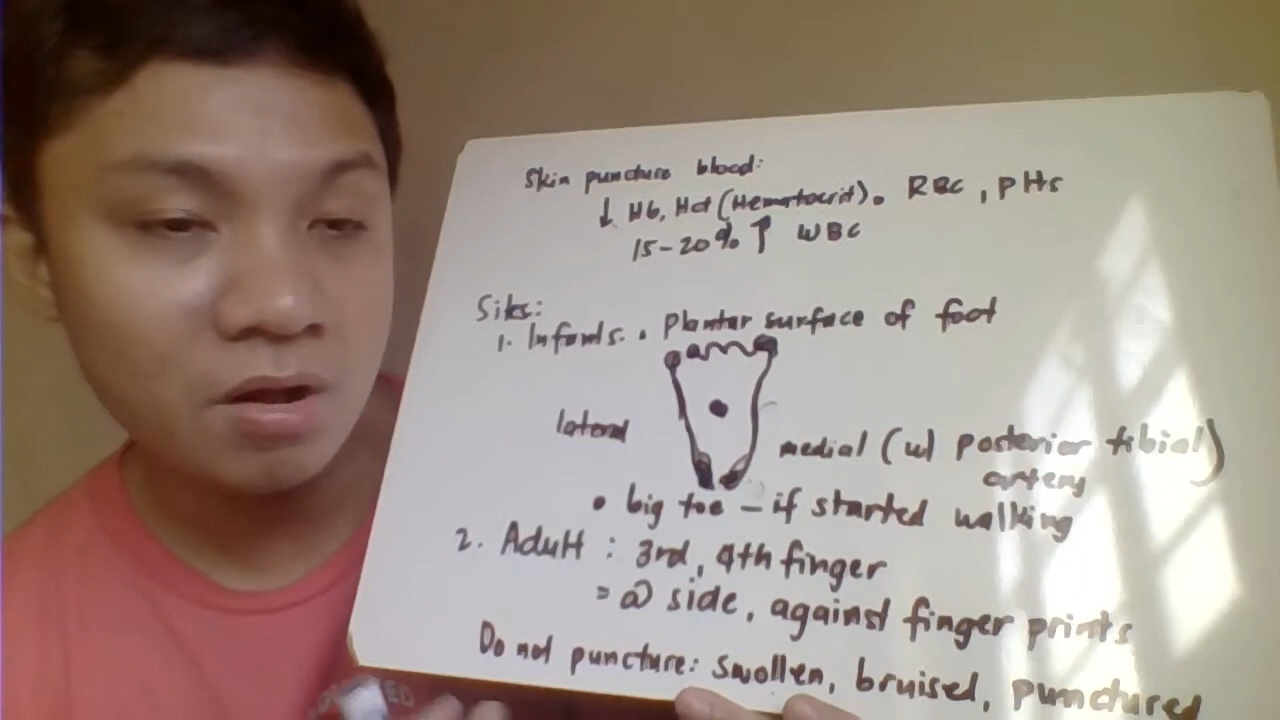 Skin puncture blood:
↓ Hb, Hct (Hematocrit). RBC, pHs
15-20% ↑ WBC
Sites:
1. Infants. • Plantar surface of foot
lateral
medial (w/ posterior tibial)
artery
• big toe - if started walking
2. Adult : 3rd, 4th finger
= @ side, against finger prints
Do not puncture: swollen, bruised, punctured